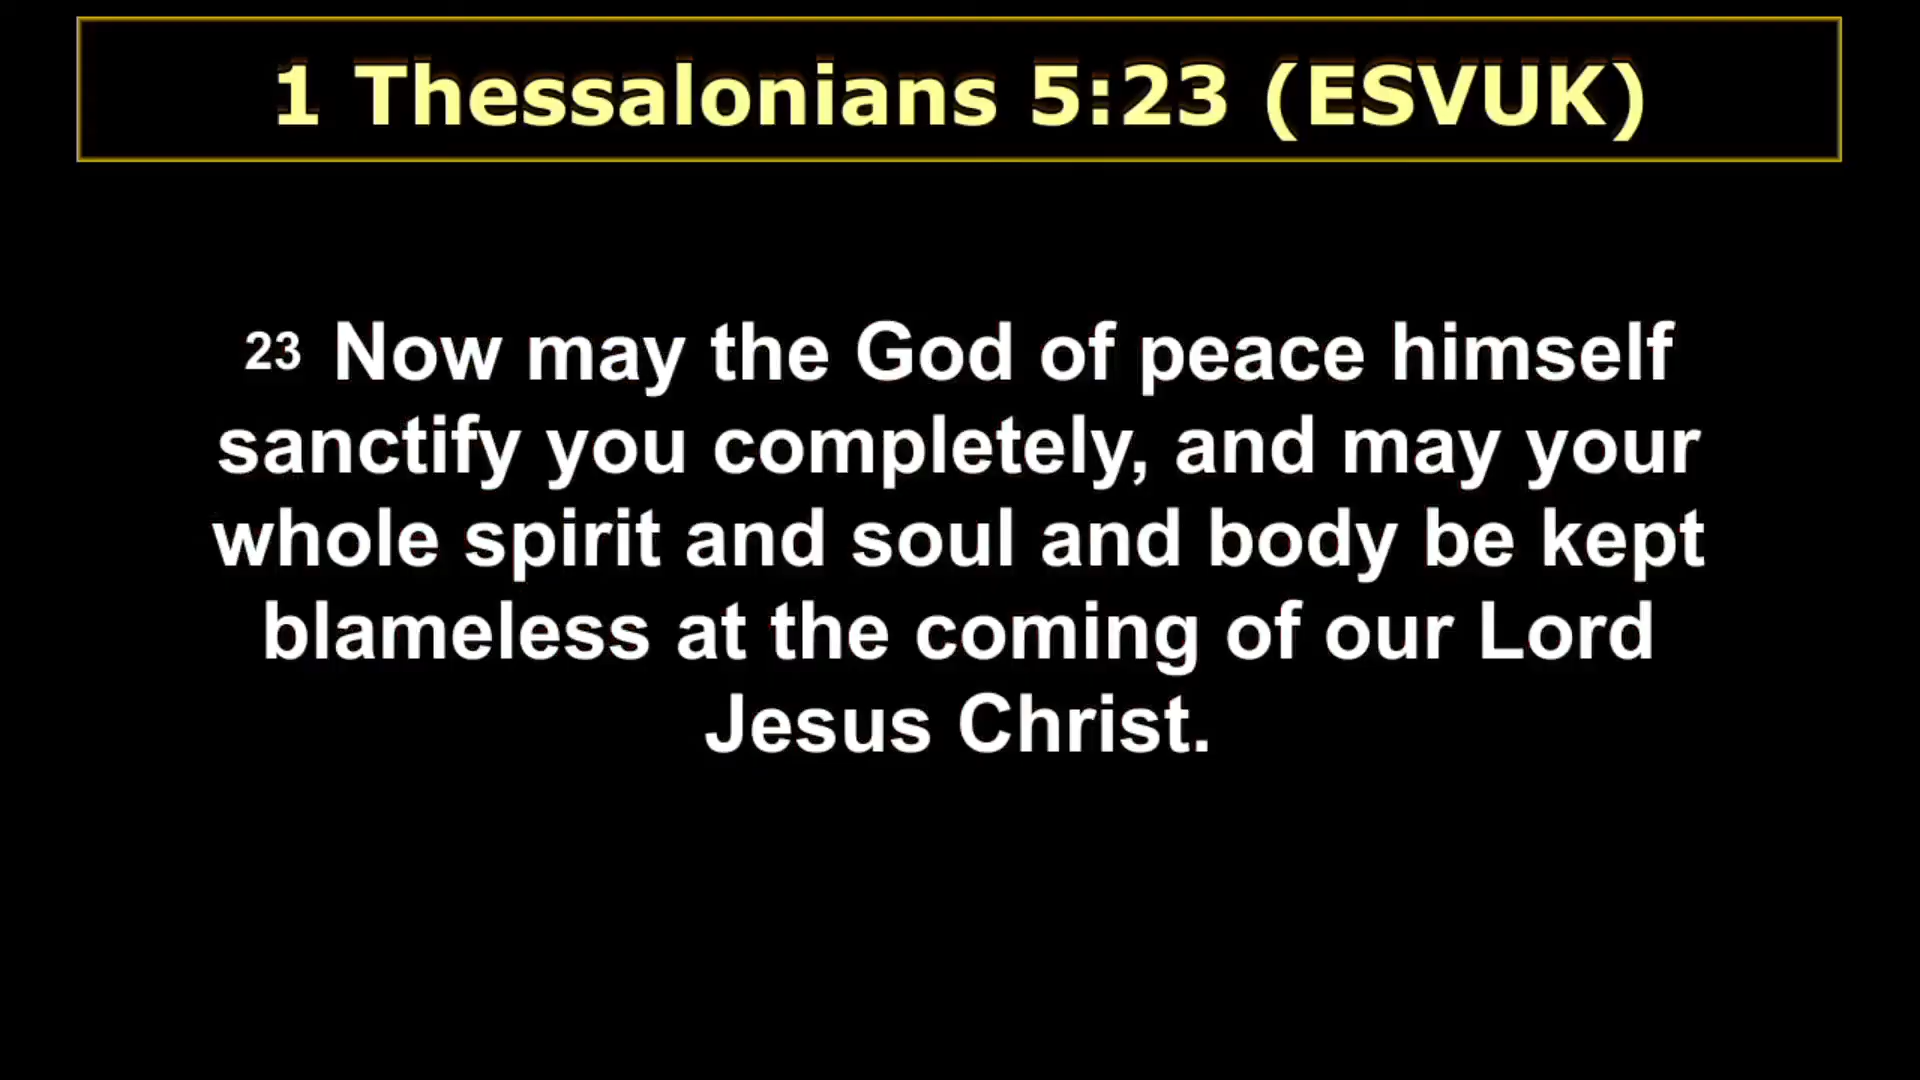 1 Thessalonians 5:23 (ESVUK)
23 Now may the God of peace himself
sanctify you completely, and may your
whole spirit and soul and body be kept
blameless at the coming of our Lord
Jesus Christ.